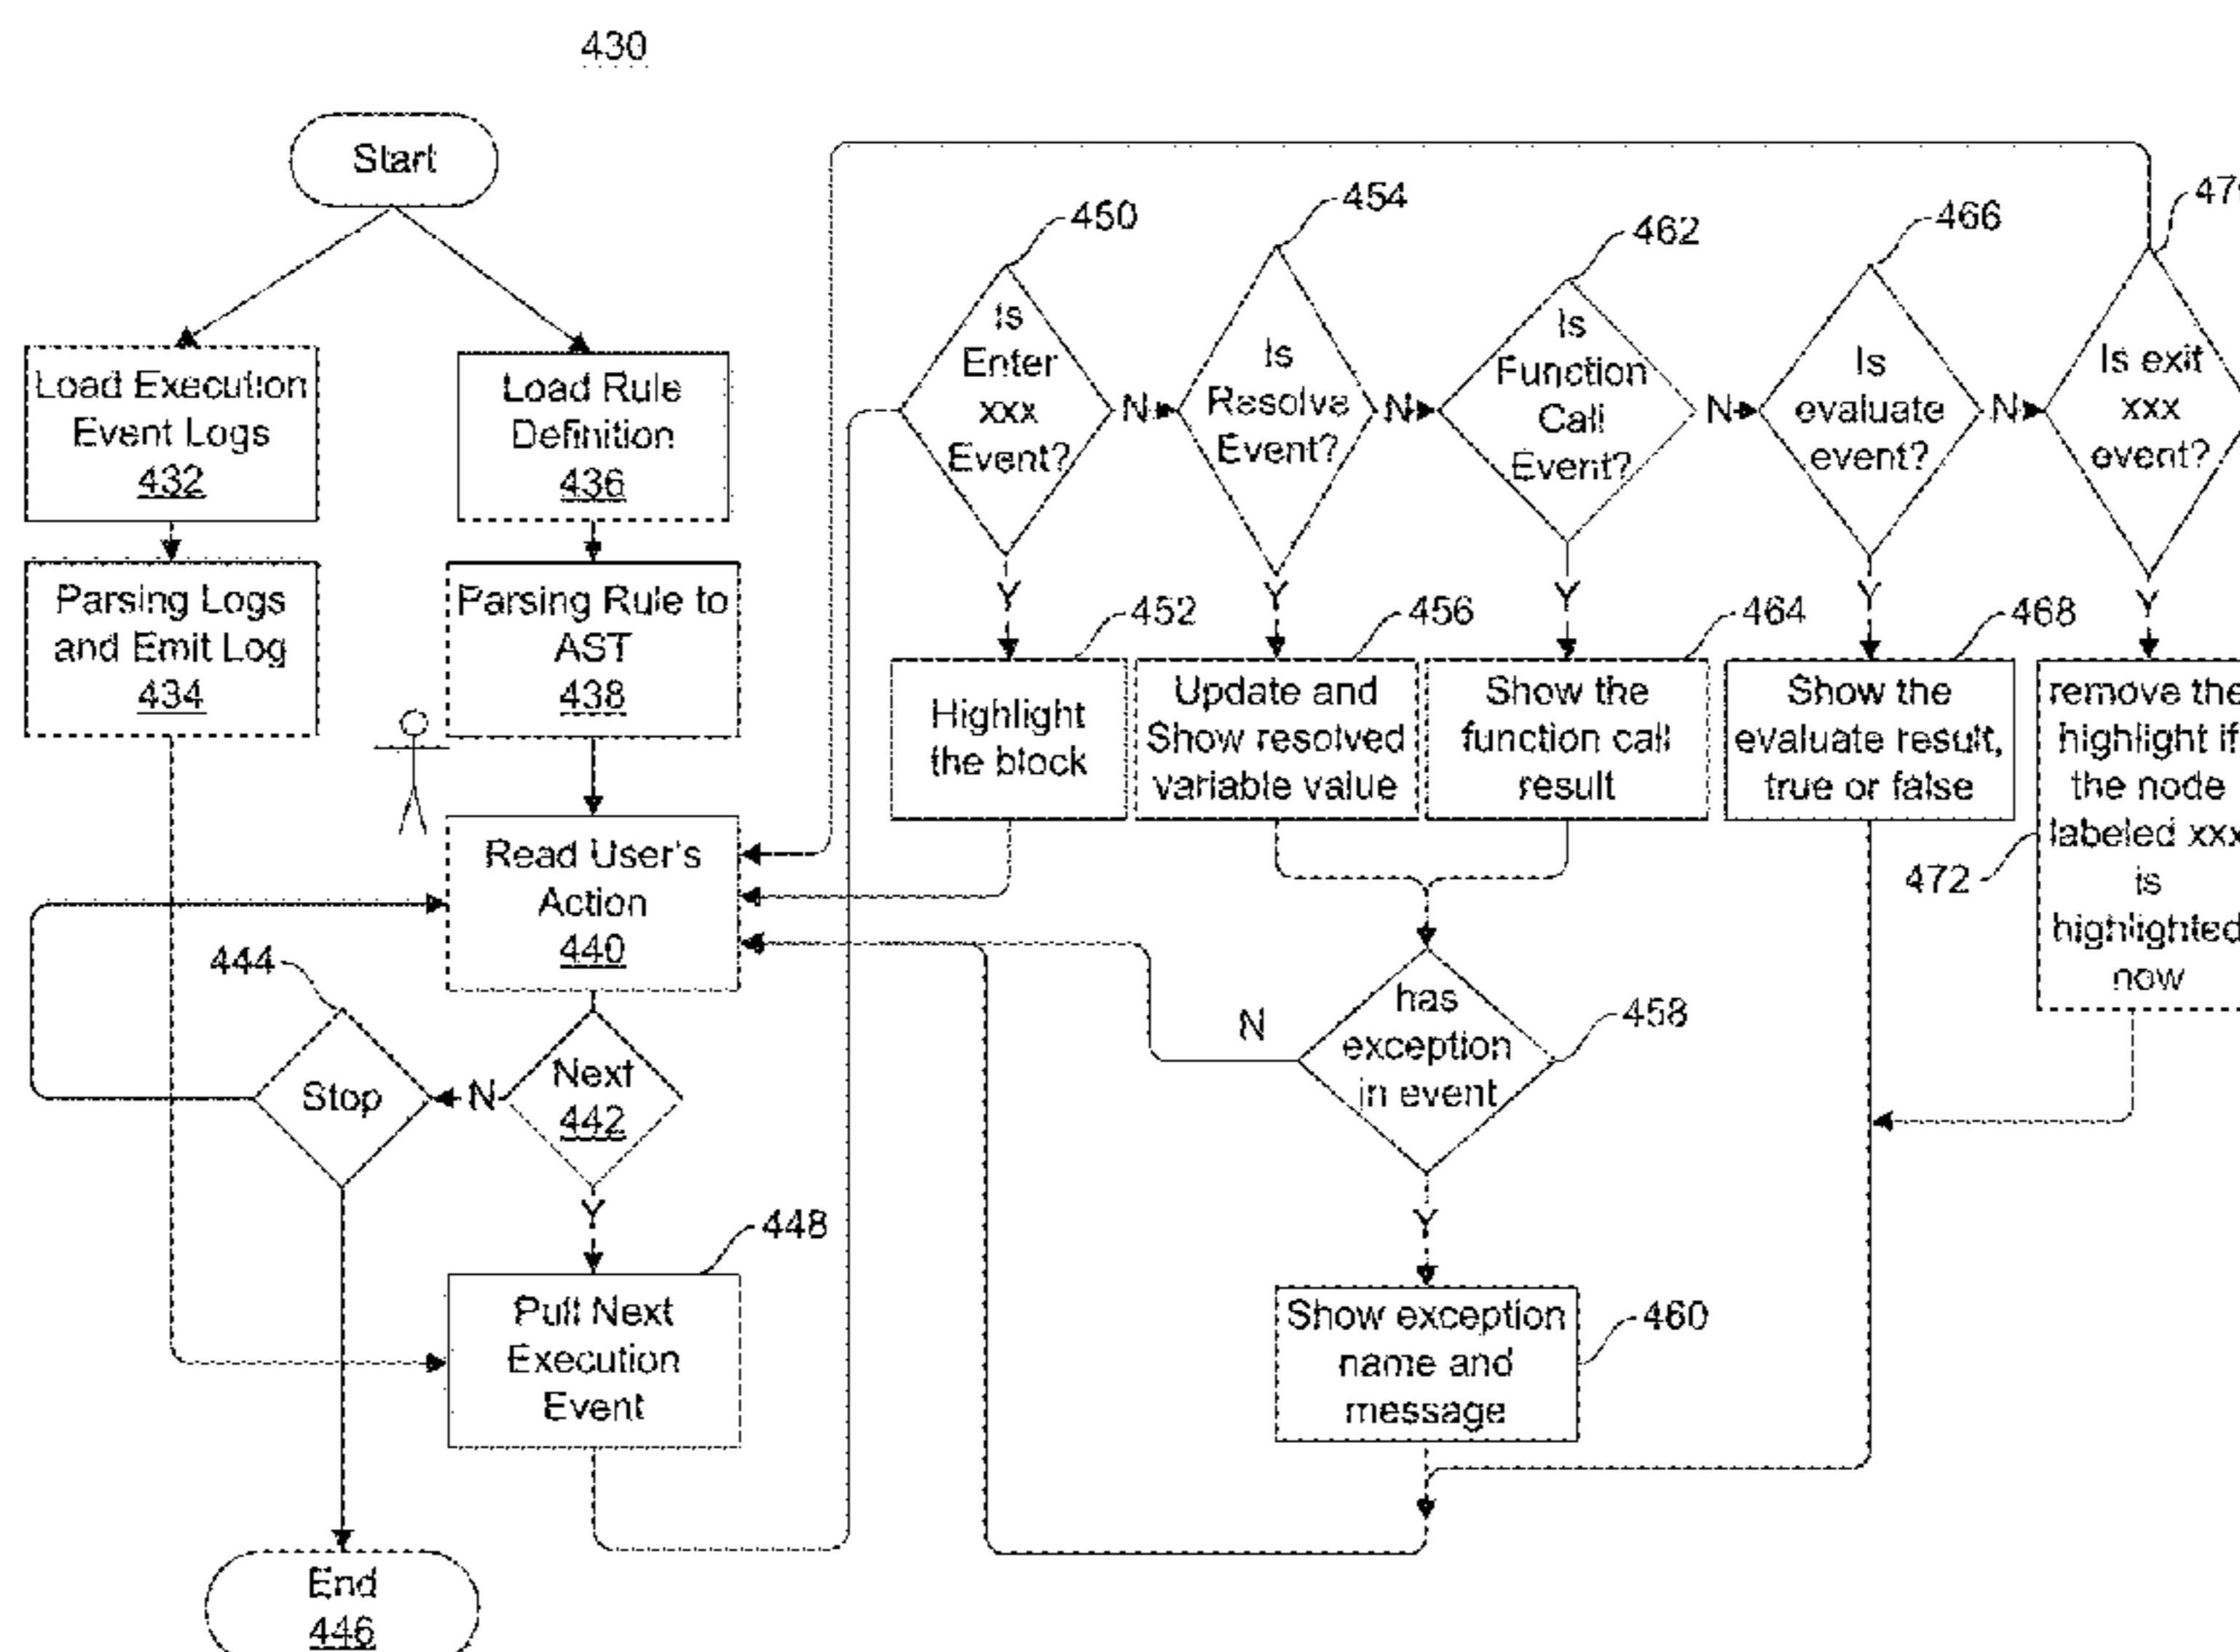 430
Start
Load Execution
Event Logs
432
Load Rule
Definition
436
Parsing Logs
and Emit Log
434
Parsing Rule to
AST
438
Read User's
Action
440
444
Stop
N
Next
442
Y
448
Pull Next
Execution
Event
End
446
450
Is
Enter
xxx
Event?
N
454
Is
Resolve
Event?
N
462
Is
Function
Call
Event?
N
466
Is
evaluate
event?
N
Is exit
xxx
event?
Y
Y
Y
Y
Y
452
Highlight
the block
456
Update and
Show resolved
variable value
464
Show the
function call
result
468
Show the
evaluate result,
true or false
472
remove the
highlight if
the node
labeled xxx
is
highlighted
now
N
has
exception
in event
458
Y
Show exception
name and
message
460